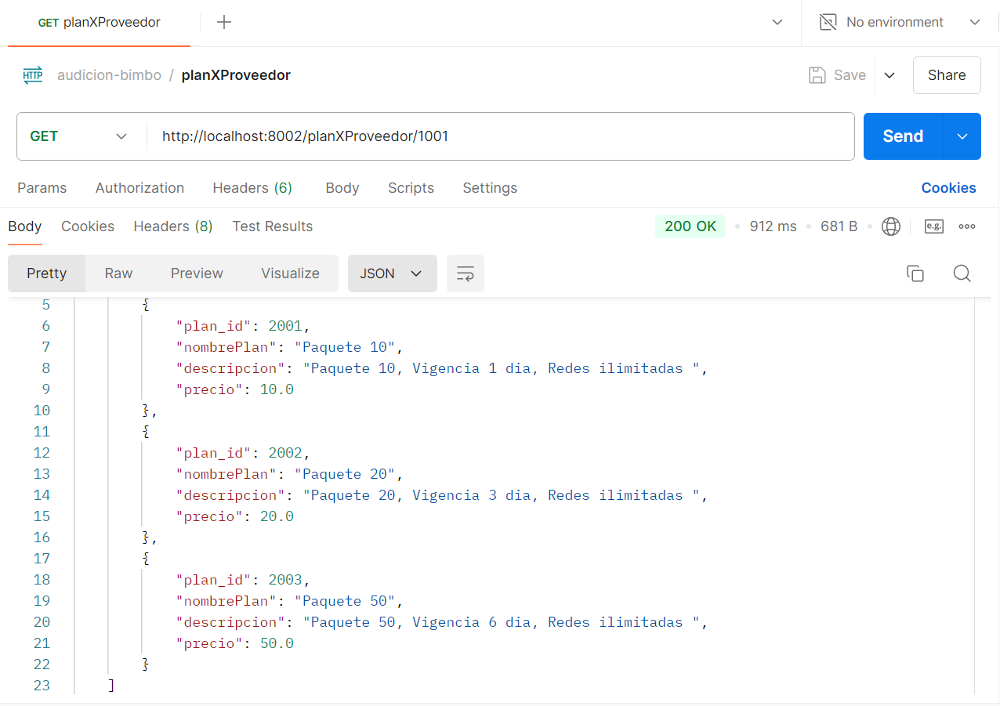 GET planXProveedor
No environment
HTTP audicion-bimbo / planXProveedor
Save
Share
GET
http://localhost:8002/planXProveedor/1001
Send
Params Authorization Headers (6) Body Scripts Settings Cookies
Body Cookies Headers (8) Test Results 200 OK • 912 ms • 681 B • e.g.
Pretty Raw Preview Visualize JSON
5 {
6 "plan_id": 2001,
7 "nombrePlan": "Paquete 10",
8 "descripcion": "Paquete 10, Vigencia 1 dia, Redes ilimitadas ",
9 "precio": 10.0
10 },
11 {
12 "plan_id": 2002,
13 "nombrePlan": "Paquete 20",
14 "descripcion": "Paquete 20, Vigencia 3 dia, Redes ilimitadas ",
15 "precio": 20.0
16 },
17 {
18 "plan_id": 2003,
19 "nombrePlan": "Paquete 50",
20 "descripcion": "Paquete 50, Vigencia 6 dia, Redes ilimitadas ",
21 "precio": 50.0
22 }
23 ]